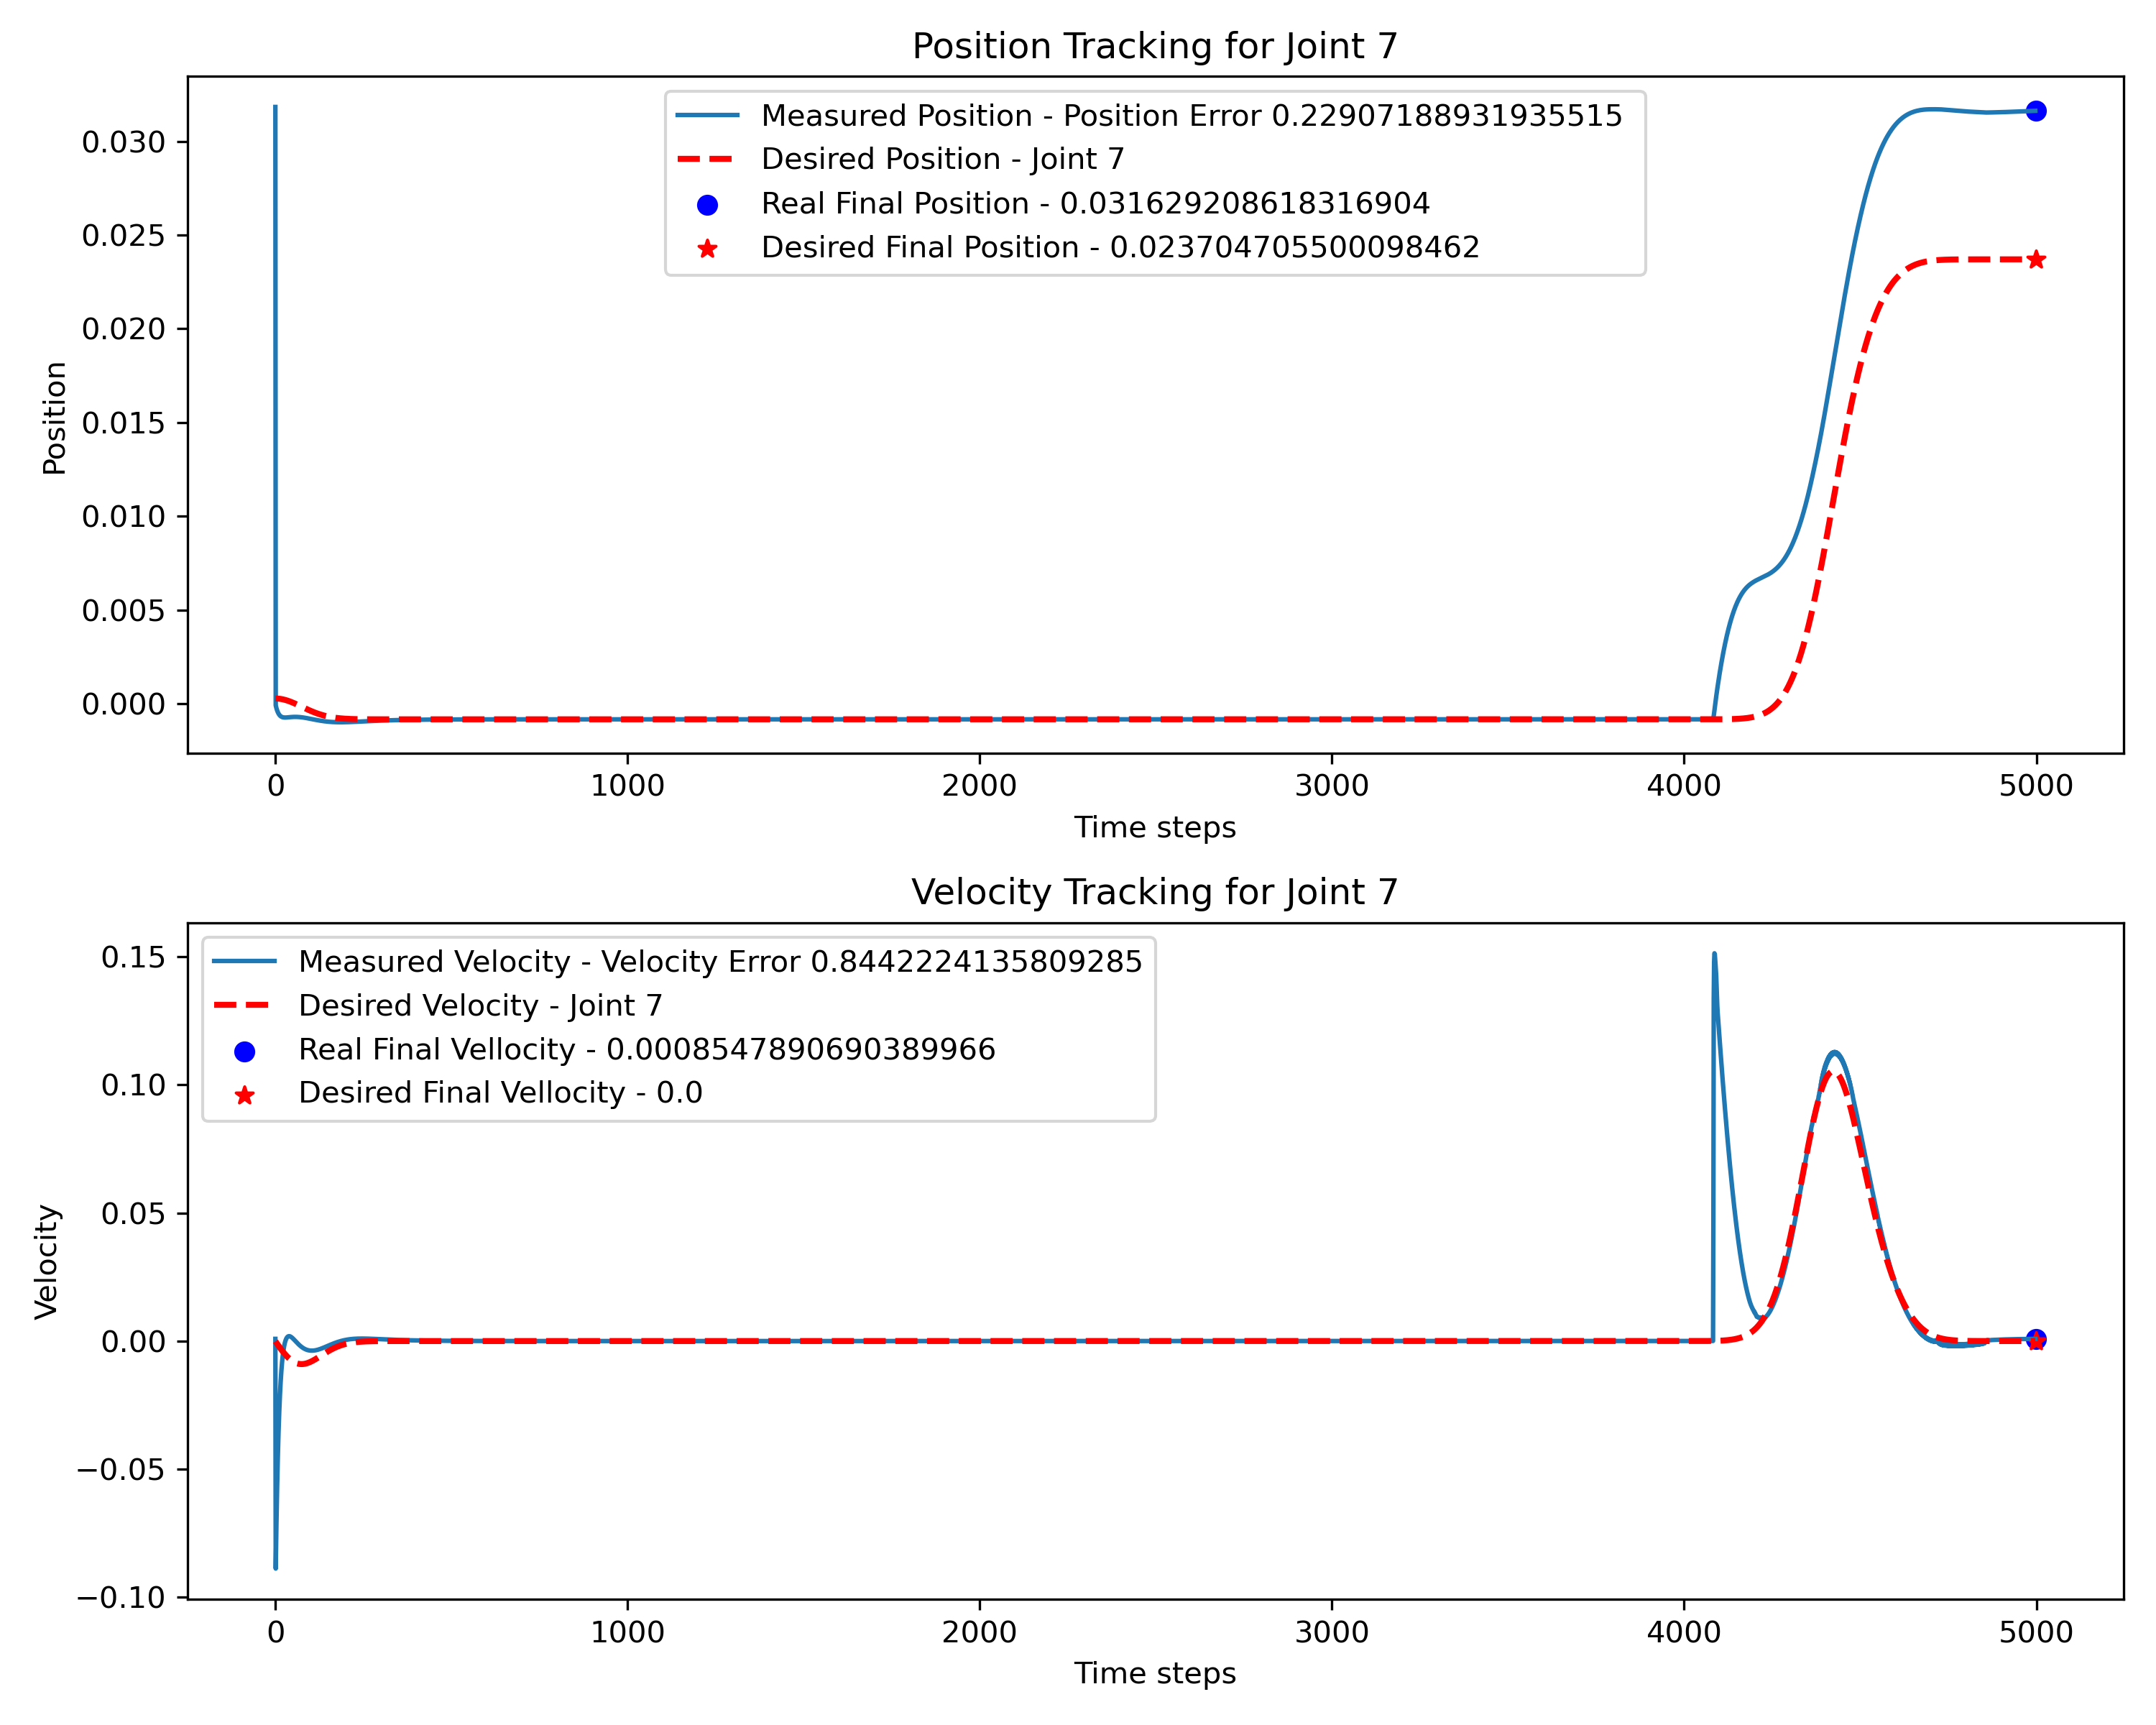 Position Tracking for Joint 7
Measured Position - Position Error 0.22907188931935515
Desired Position - Joint 7
Real Final Position - 0.031629208618316904
Desired Final Position - 0.023704705500098462
0.030
0.025
0.020
0.015
0.010
0.005
0.000
Position
0 1000 2000 3000 4000 5000
Time steps
Velocity Tracking for Joint 7
Measured Velocity - Velocity Error 0.8442224135809285
Desired Velocity - Joint 7
Real Final Vellocity - 0.0008547890690389966
Desired Final Vellocity - 0.0
0.15
0.10
0.05
0.00
−0.05
−0.10
Velocity
0 1000 2000 3000 4000 5000
Time steps